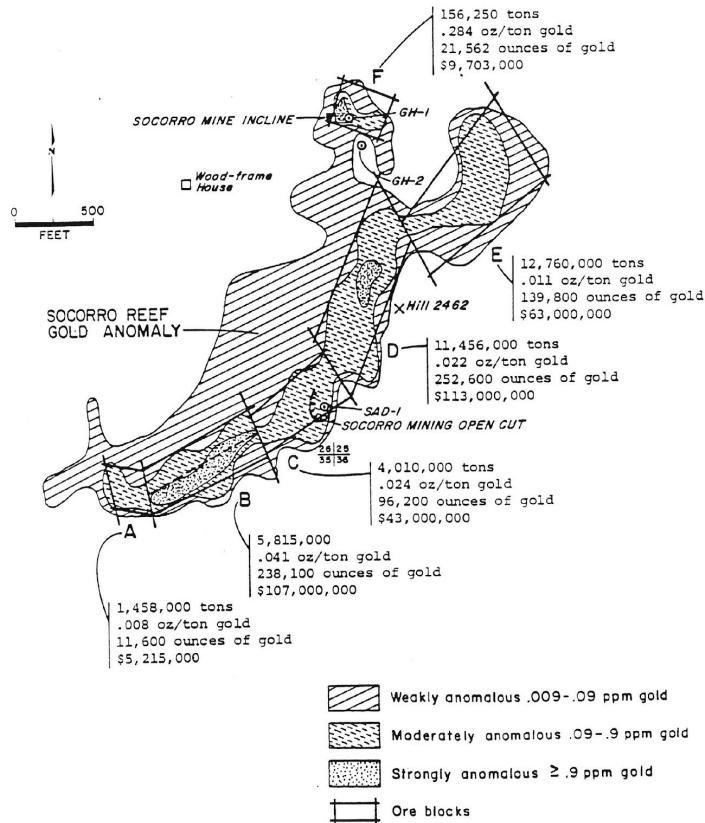 156,250 tons
.284 oz/ton gold
21,562 ounces of gold
$9,703,000
F
GH-1
SOCORRO MINE INCLINE
N
GH-2
Wood-frame
House
0 500
FEET
E
12,760,000 tons
.011 oz/ton gold
139,800 ounces of gold
$63,000,000
SOCORRO REEF
GOLD ANOMALY
Hill 2462
D
11,456,000 tons
.022 oz/ton gold
252,600 ounces of gold
$113,000,000
SAD-1
SOCORRO MINING OPEN CUT
26 25
35 36
C
4,010,000 tons
.024 oz/ton gold
96,200 ounces of gold
$43,000,000
B
5,815,000
.041 oz/ton gold
238,100 ounces of gold
$107,000,000
A
1,458,000 tons
.008 oz/ton gold
11,600 ounces of gold
$5,215,000
Weakly anomalous .009-.09 ppm gold
Moderately anomalous .09-.9 ppm gold
Strongly anomalous ≥ .9 ppm gold
Ore blocks